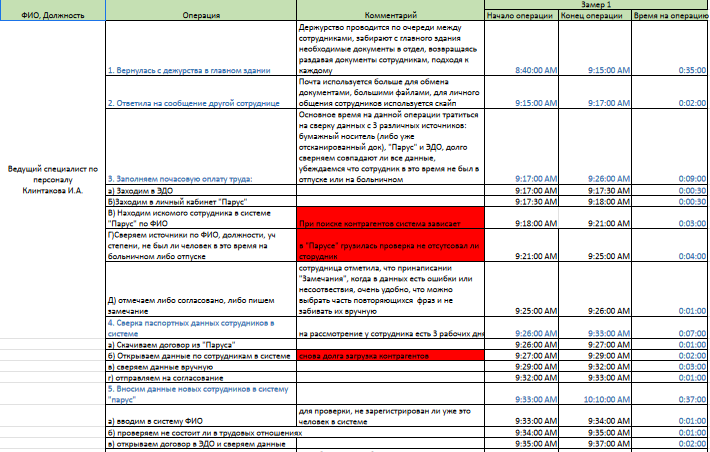 Замер 1
ФИО, Должность Операция Комментарий Начало операции Конец операции Время на операцию
Держурство проводится по очереди между
сотрудниками, забирают с главного здания
необходимые документы в отдел, возвращаясь
раздавая документы сотрудникам, подходя к
1. Вернулась с дежурства в главном здании каждому 8:40:00 AM 9:15:00 AM 0:35:00
Почта используется больше для обмена
документами, большими файлами, для личного
2. Ответила на сообщение другой сотруднице общения сотрудников используется скайп 9:15:00 AM 9:17:00 AM 0:02:00
Основное время на данной операции тратиться
на сверку данных с 3 различных источников:
бумажный носитель (либо уже
отсканированный док), "Парус" и ЭДО, долго
сверяем совпадают ли все данные,
убеждаемся что сотрудник в это время не был в
3. Заполняем почасовую оплату труда: отпуске или на больничном 9:17:00 AM 9:26:00 AM 0:09:00
Ведущий специалист по
персоналу
Клинтакова И.А.
а) Заходим в ЭДО 9:17:00 AM 9:17:30 AM 0:00:30
Б)Заходим в личный кабинет "Парус" 9:17:30 AM 9:18:00 AM 0:00:30
В) Находим искомого сотрудника в системе
"Парус" по ФИО При поиске контрагентов система зависает 9:18:00 AM 9:21:00 AM 0:03:00
Г)Сверяем источники по ФИО, должности, уч
степени, не был ли человек в это время на в "Парусе" грузилась проверка не отсутсовал ли
больничном либо отпуске сторудник 9:21:00 AM 9:25:00 AM 0:04:00
сотрудница отметила, что принаписании
"Замечания", когда в данных есть ошибки или
несоотвествия, очень удобно, что можно
Д) отмечаем либо согласовано, либо пишем выбрать часть повторяющихся фраз и не
замечание забивать их вручную 9:25:00 AM 9:26:00 AM 0:01:00
4. Сверка паспортных данных сотрудников в
системе на рассмотрение у сотрудника есть 3 рабочих дня 9:26:00 AM 9:33:00 AM 0:07:00
а) Скачиваем договор из "Паруса" 9:26:00 AM 9:27:00 AM 0:01:00
б) Открываем данные по сотрудникам в системе снова долга загрузка контрагентов 9:27:00 AM 9:29:00 AM 0:02:00
в) сверяем данные вручную 9:29:00 AM 9:32:00 AM 0:03:00
г) отправляем на согласование 9:32:00 AM 9:33:00 AM 0:01:00
5. Вносим данные новых сотрудников в систему
"парус" 9:33:00 AM 10:10:00 AM 0:37:00
для проверки, не зарегистрирован ли уже это
а) вводим в систему ФИО человек в системе 9:33:00 AM 9:34:00 AM 0:01:00
б) проверяем не состоит ли в трудовых отношениях 9:34:00 AM 9:35:00 AM 0:01:00
в) открываем договор в ЭДО и сверяем данные 9:35:00 AM 9:37:00 AM 0:02:00